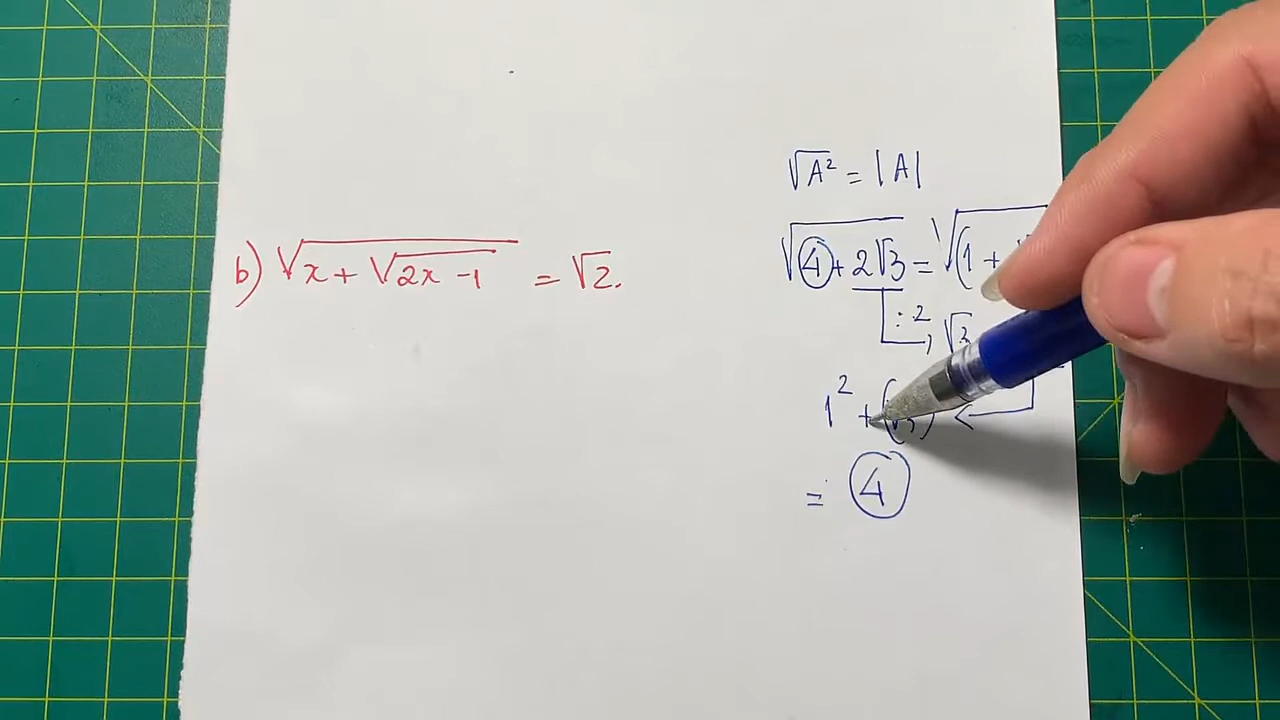 √A² = |A|
b) √(x + √(2x - 1)) = √2.
√(4 + 2√3) = √(1 +
: 2, √3
1² + (√3)
= 4